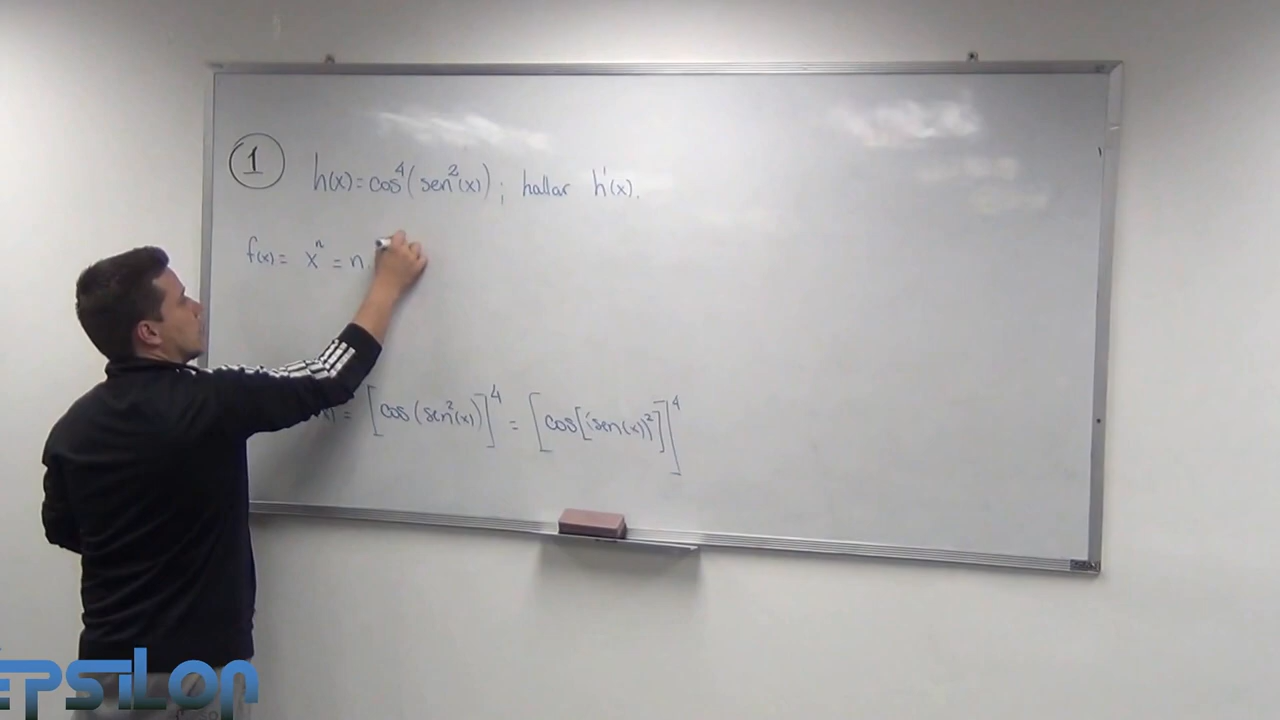 1 h(x)=cos⁴(sen²(x)); hallar h'(x).
f(x)= xⁿ = n.
= [cos(sen²(x))]⁴ = [cos[(sen(x))²]]⁴
EPSILON